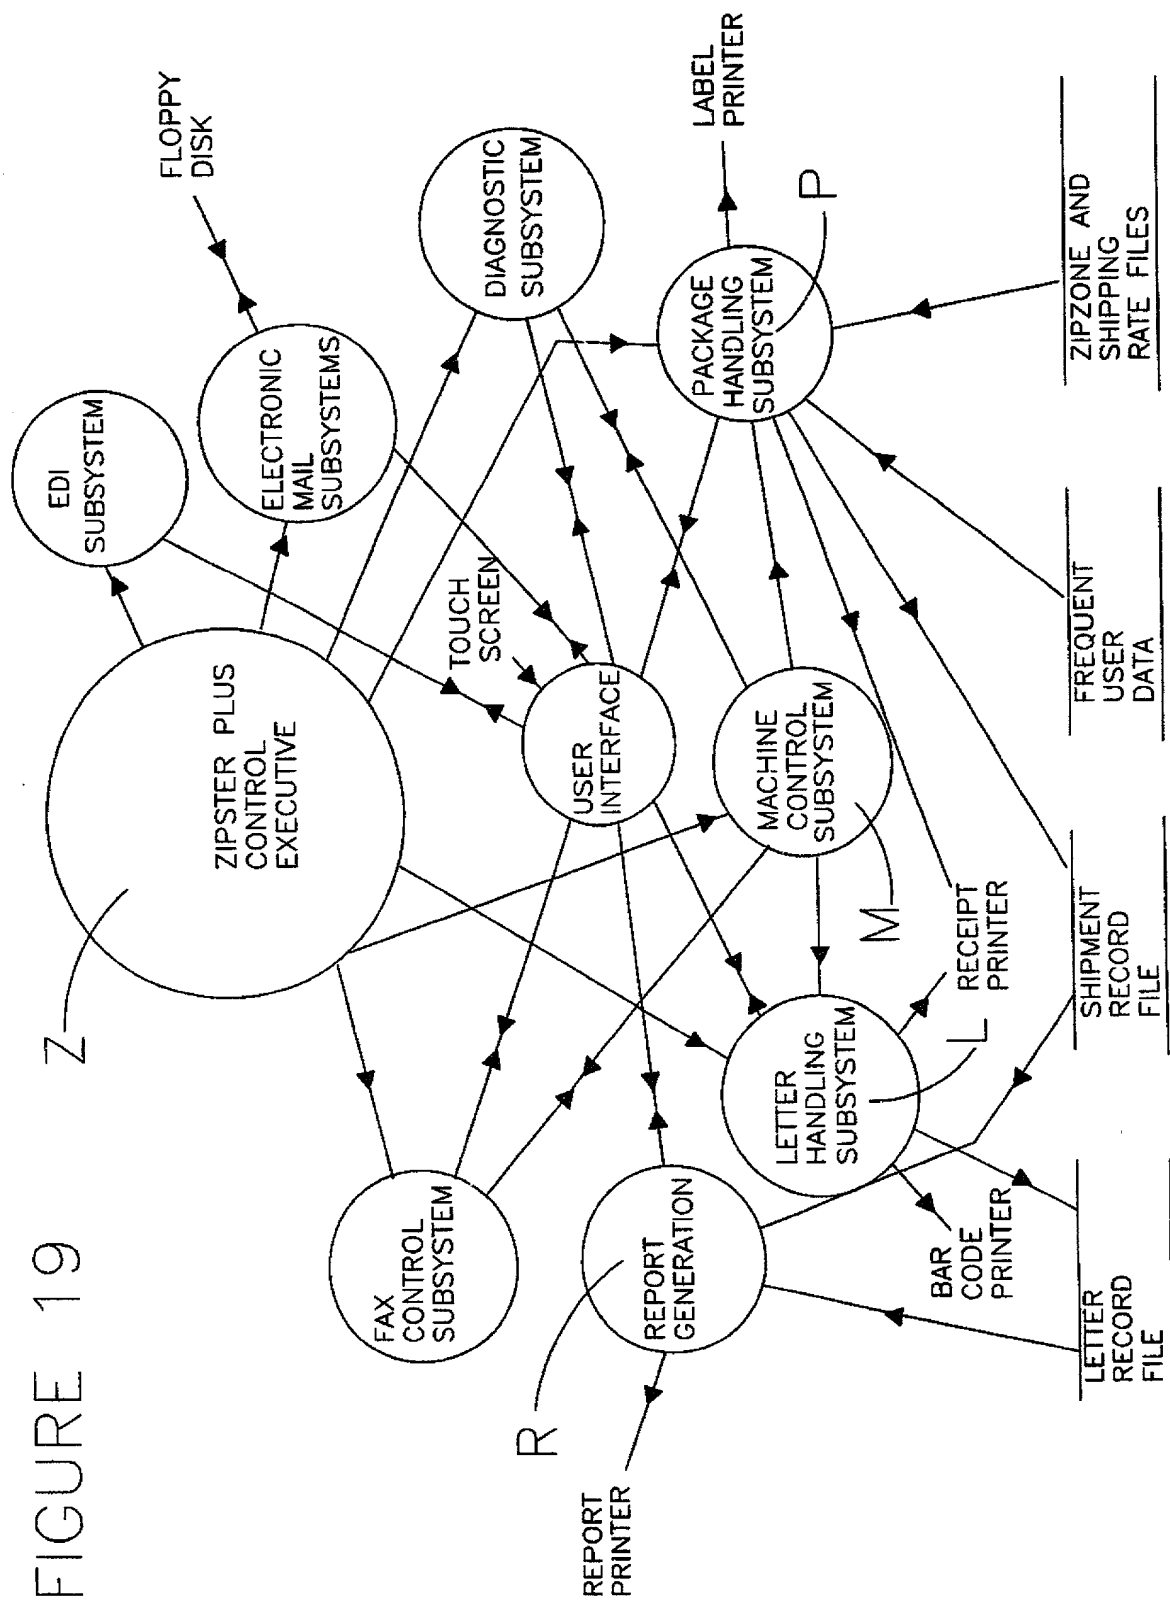 FIGURE 19
Z
ZIPSTER PLUS
CONTROL
EXECUTIVE
EDI
SUBSYSTEM
FLOPPY
DISK
ELECTRONIC
MAIL
SUBSYSTEMS
FAX
CONTROL
SUBSYSTEM
TOUCH
SCREEN
DIAGNOSTIC
SUBSYSTEM
USER
INTERFACE
R
REPORT
GENERATION
REPORT
PRINTER
LETTER
HANDLING
SUBSYSTEM
L
MACHINE
CONTROL
SUBSYSTEM
M
PACKAGE
HANDLING
SUBSYSTEM
P
LABEL
PRINTER
BAR
CODE
PRINTER
RECEIPT
PRINTER
LETTER
RECORD
FILE
SHIPMENT
RECORD
FILE
FREQUENT
USER
DATA
ZIPZONE AND
SHIPPING
RATE FILES